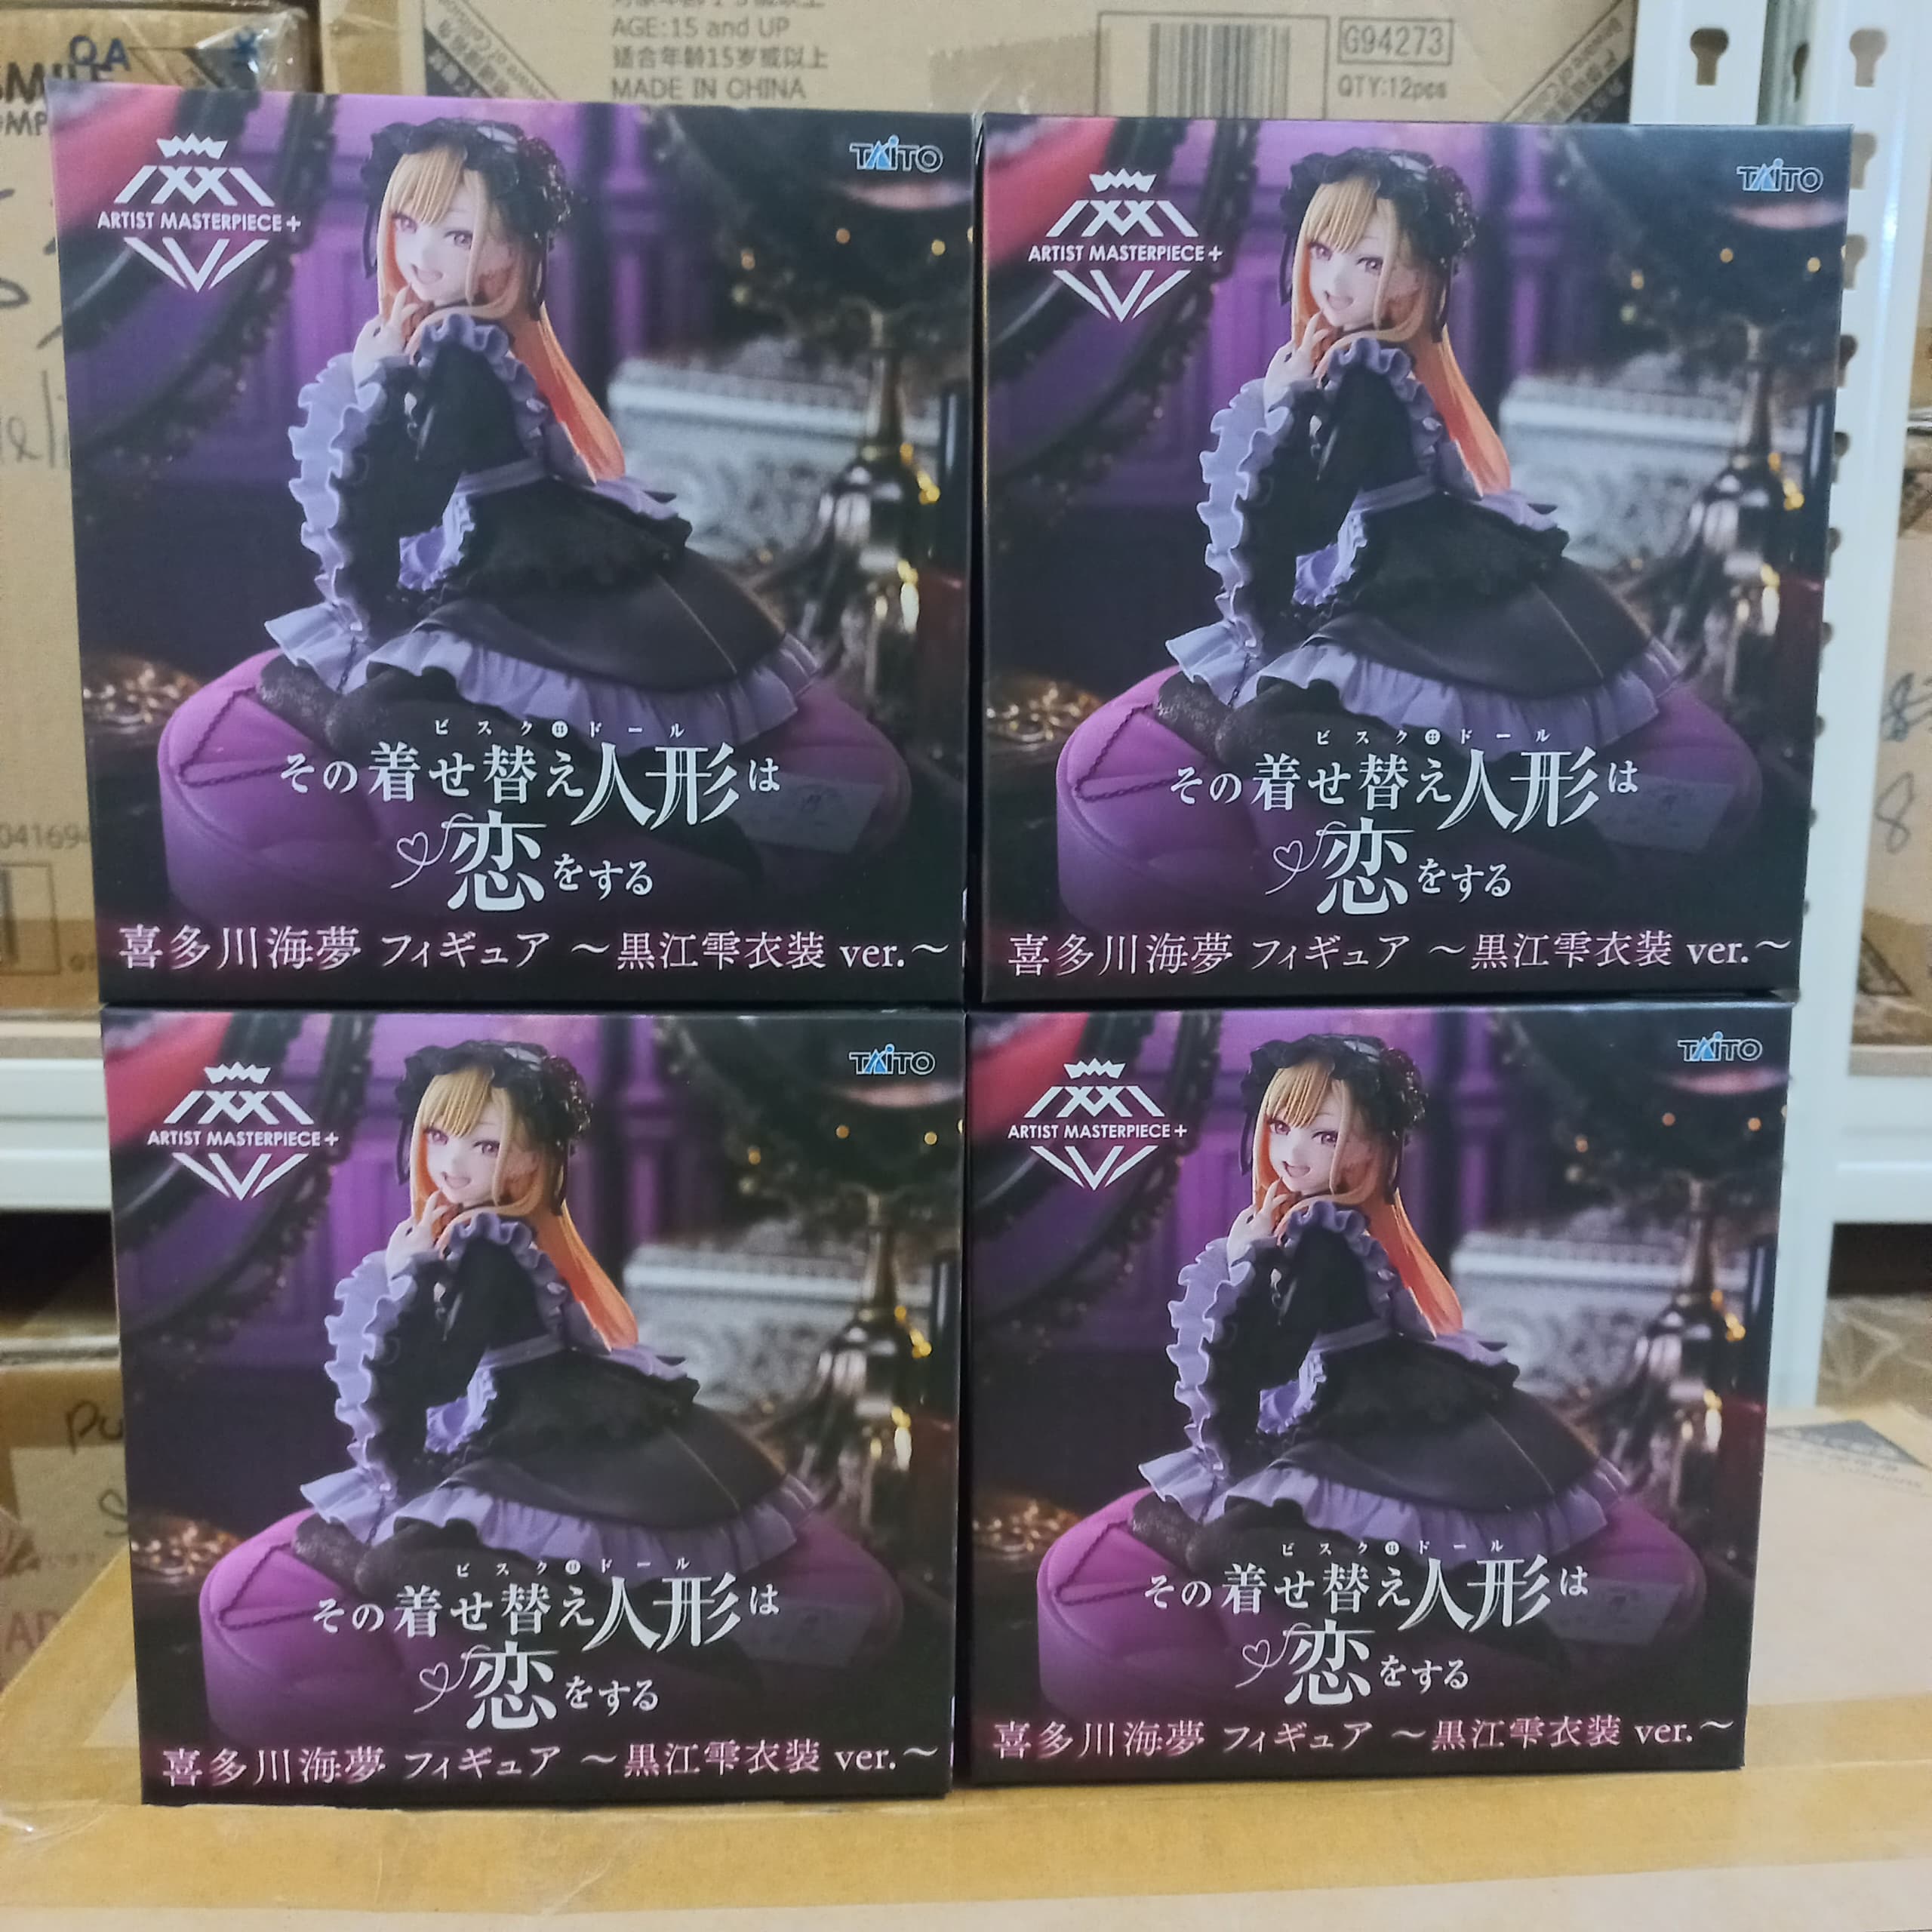 AGE:15 and UP
适合年龄15岁或以上
MADE IN CHINA
G94273
QTY:12pcs
QA
TAITO
ARTIST MASTERPIECE+
ビスクドール
その着せ替え人形は
恋をする
喜多川海夢 フィギュア ～黒江雫衣装 ver.～
TAITO
ARTIST MASTERPIECE+
ビスクドール
その着せ替え人形は
恋をする
喜多川海夢 フィギュア ～黒江雫衣装 ver.～
TAITO
ARTIST MASTERPIECE+
ビスクドール
その着せ替え人形は
恋をする
喜多川海夢 フィギュア ～黒江雫衣装 ver.～
TAITO
ARTIST MASTERPIECE+
ビスクドール
その着せ替え人形は
恋をする
喜多川海夢 フィギュア ～黒江雫衣装 ver.～